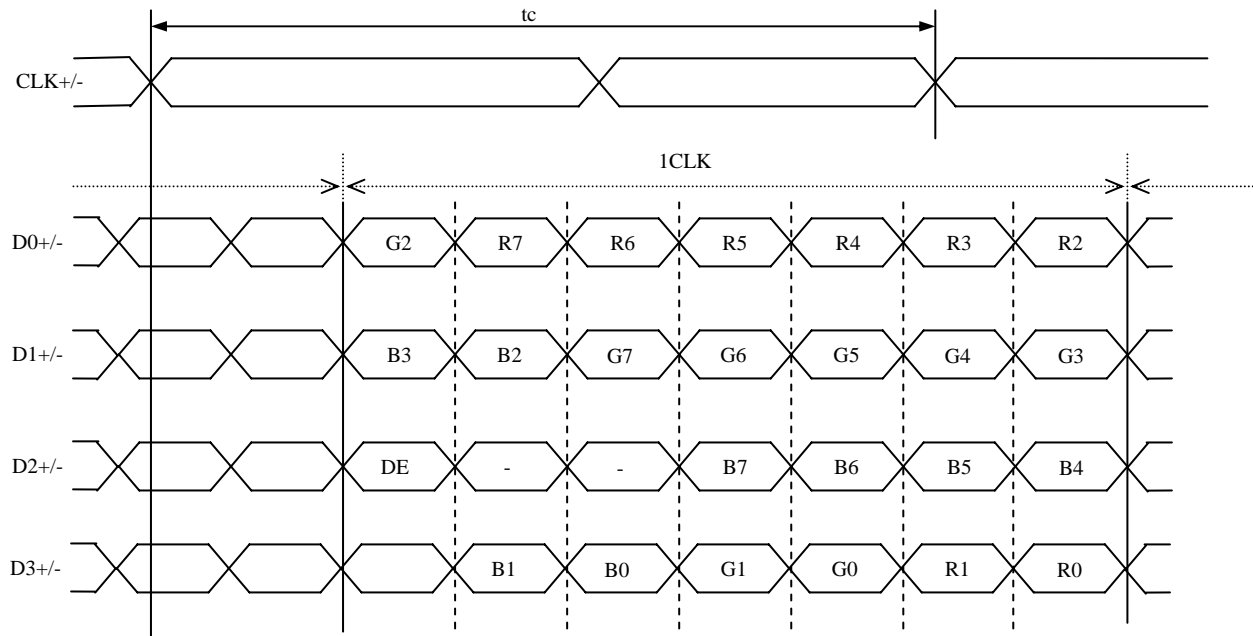 tc
CLK+/-
1CLK
D0+/- G2 R7 R6 R5 R4 R3 R2
D1+/- B3 B2 G7 G6 G5 G4 G3
D2+/- DE - - B7 B6 B5 B4
D3+/- B1 B0 G1 G0 R1 R0